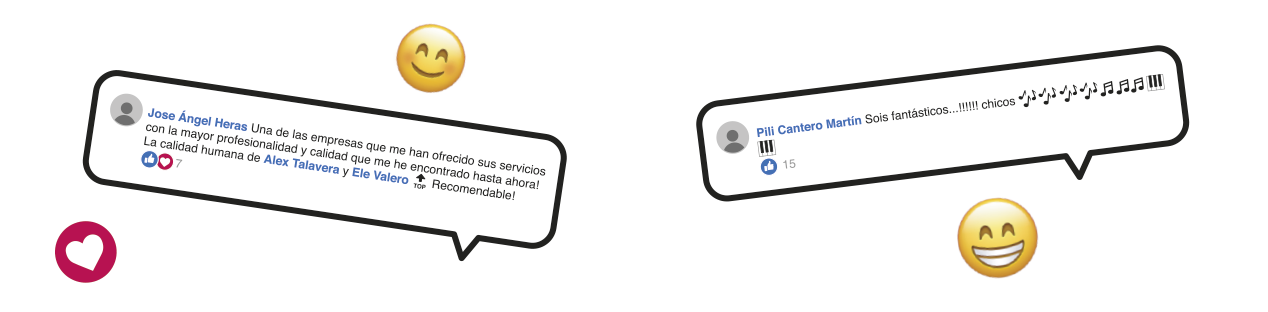 Jose Ángel Heras Una de las empresas que me han ofrecido sus servicios
con la mayor profesionalidad y calidad que me he encontrado hasta ahora!
La calidad humana de Alex Talavera y Ele Valero 🔝 Recomendable!
7
Pili Cantero Martín Sois fantásticos...!!!!!! chicos 🎶🎶🎶🎶🎵🎵🎵🎹
🎹
15